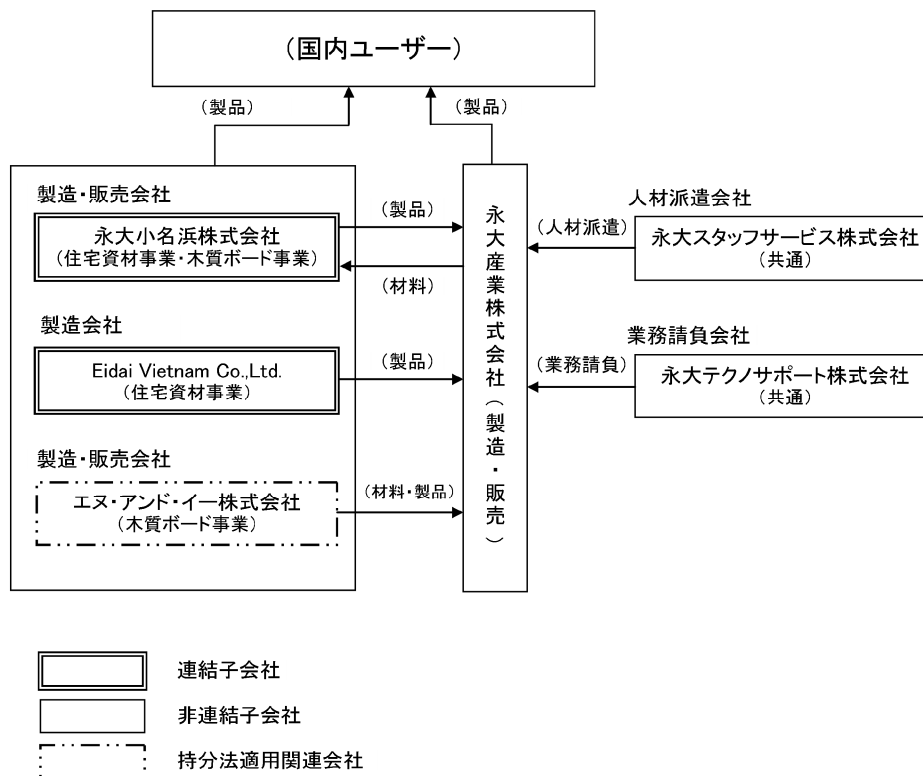 (国内ユーザー)
(製品)
(製品)
製造・販売会社
永大小名浜株式会社
(住宅資材事業・木質ボード事業)
(製品)
(材料)
製造会社
Eidai Vietnam Co.,Ltd.
(住宅資材事業)
(製品)
製造・販売会社
エヌ・アンド・イー株式会社
(木質ボード事業)
(材料・製品)
永大産業株式会社(製造・販売)
人材派遣会社
(人材派遣)
永大スタッフサービス株式会社
(共通)
業務請負会社
(業務請負)
永大テクノサポート株式会社
(共通)
連結子会社
非連結子会社
持分法適用関連会社